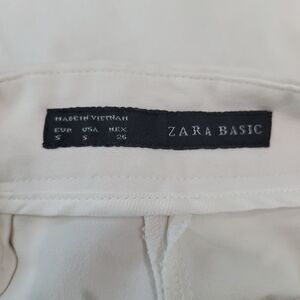 MADE IN VIETNAM
EUR USA MEX
S S 26
ZARA BASIC